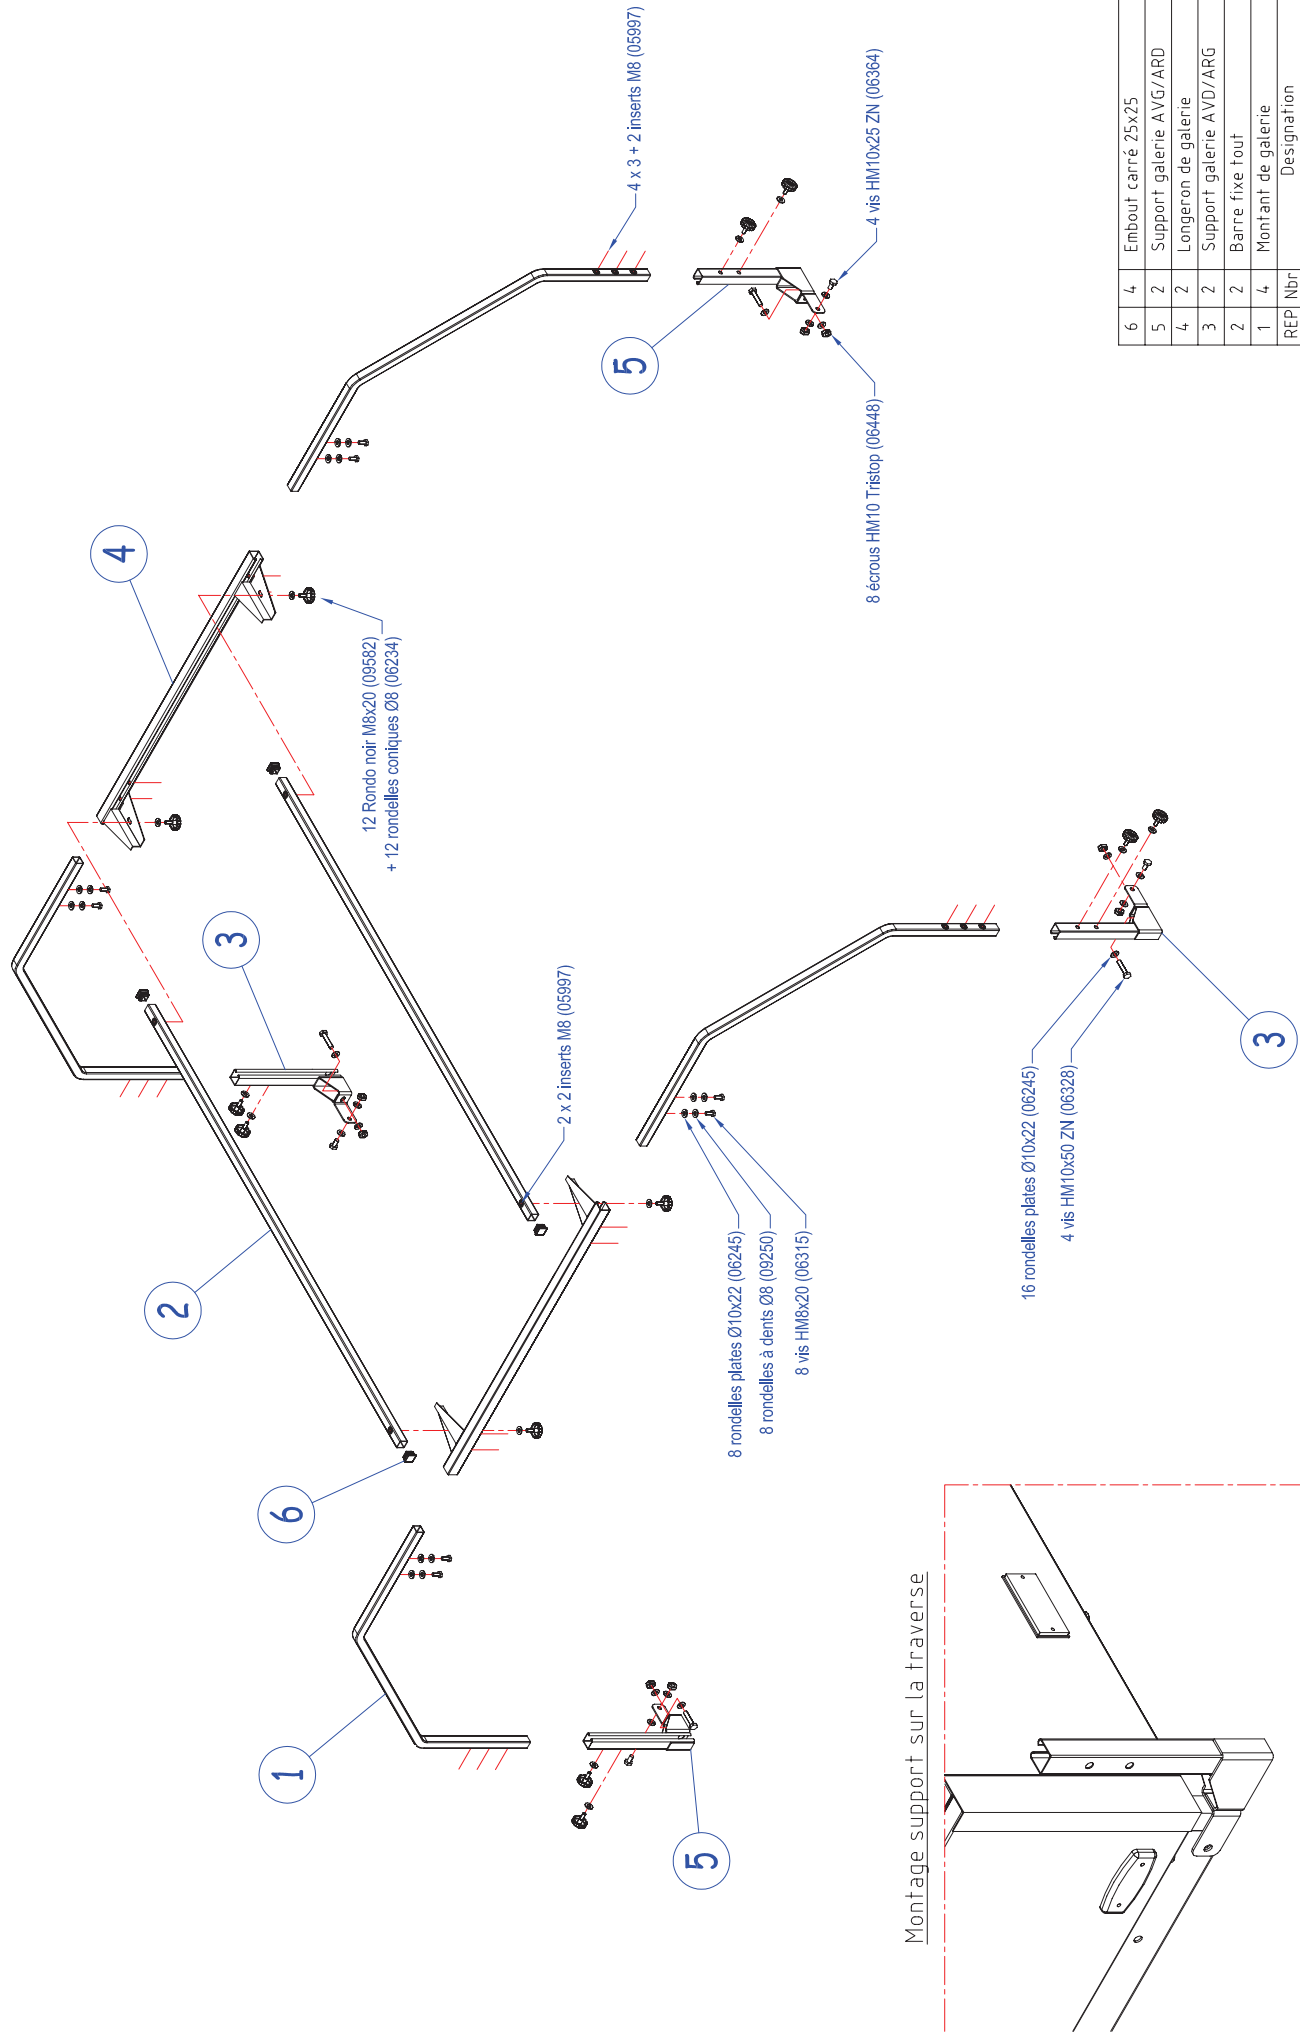 4
5
4 x 3 + 2 inserts M8 (05997)
4 vis HM10x25 ZN (06364)
8 écrous HM10 Tristop (06448)
12 Rondo noir M8x20 (09582)
+ 12 rondelles coniques Ø8 (06234)
2
3
2 x 2 inserts M8 (05997)
6
1
5
8 rondelles plates Ø10x22 (06245)
8 rondelles à dents Ø8 (09250)
8 vis HM8x20 (06315)
16 rondelles plates Ø10x22 (06245)
4 vis HM10x50 ZN (06328)
3
Montage support sur la traverse
6 4 Embout carré 25x25
5 2 Support galerie AVG/ARD
4 2 Longeron de galerie
3 2 Support galerie AVD/ARG
2 2 Barre fixe tout
1 4 Montant de galerie
REP Nbr Designation